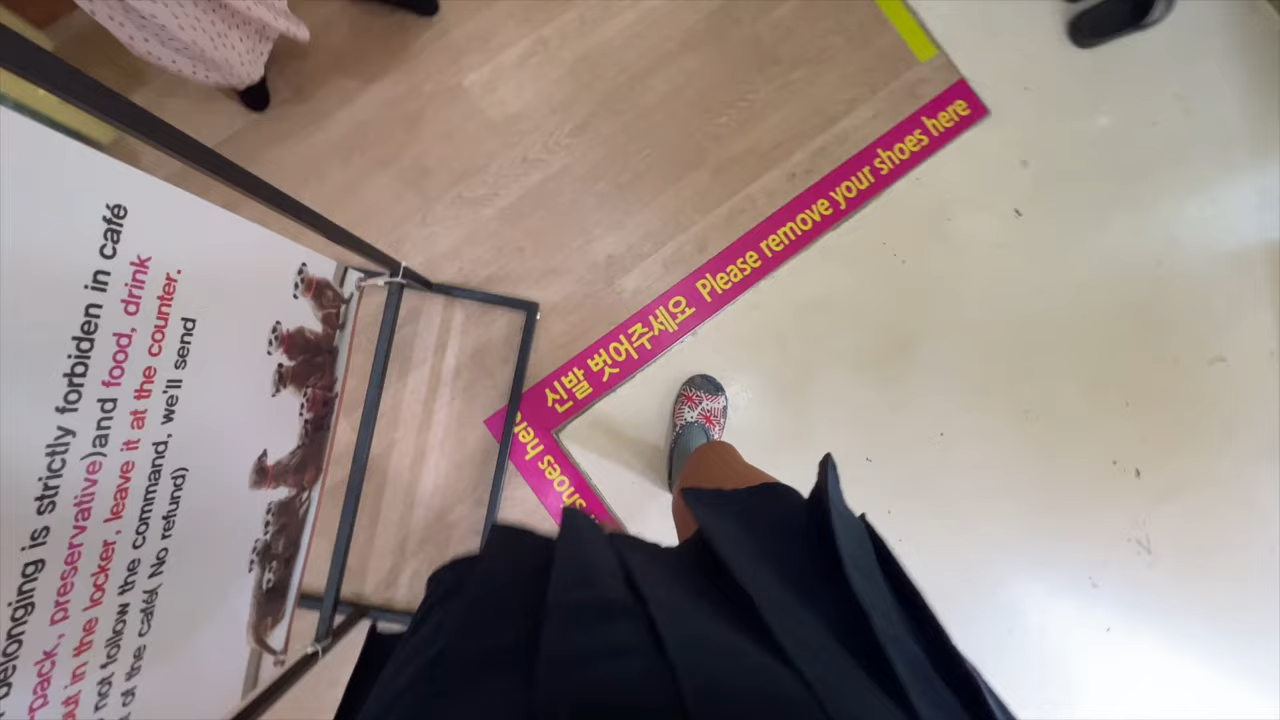 belonging is strictly forbiden in café
-pack, preservative) and food, drink
out in the locker, leave it at the counter.
not follow the command, we'll send
of the café( No refund)
신발 벗어주세요 Please remove your shoes here
shoes here